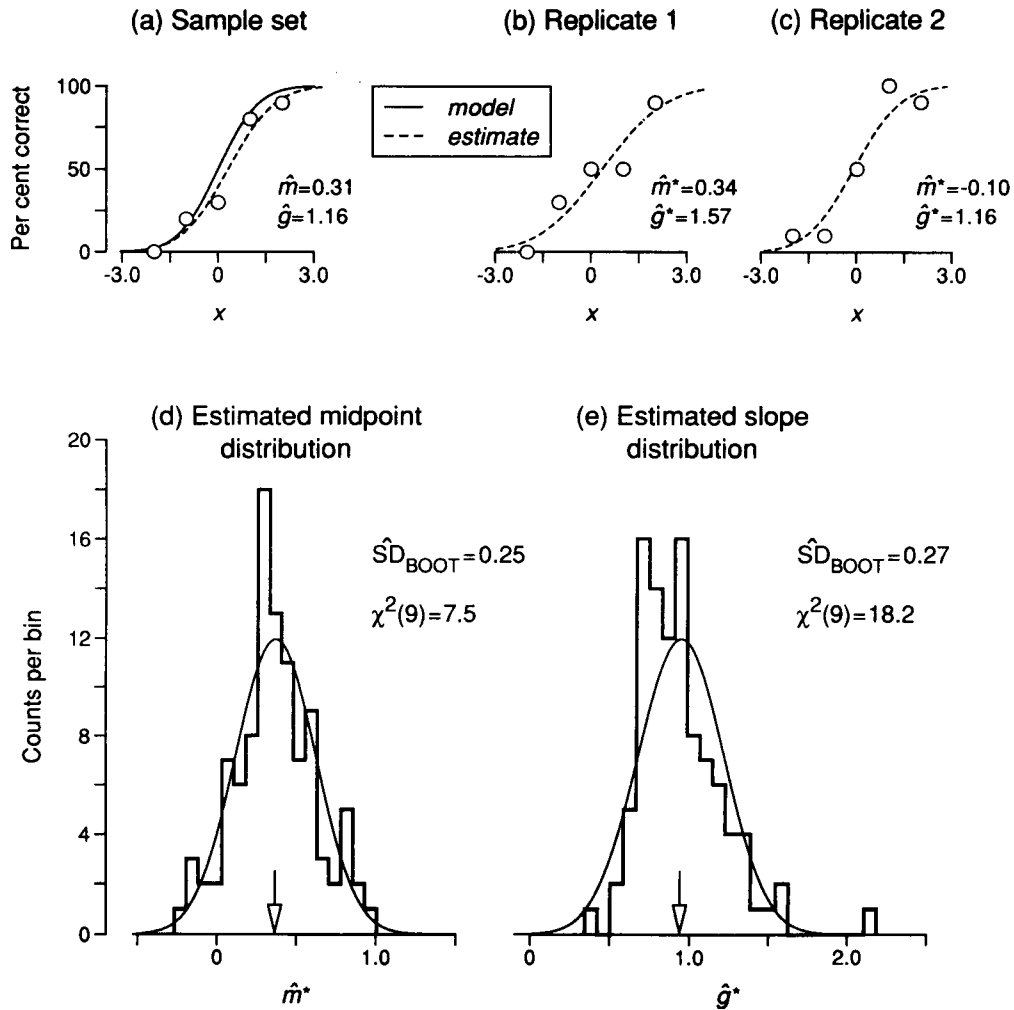 (a) Sample set
(b) Replicate 1
(c) Replicate 2
Per cent correct
100
50
0
-3.0 0 3.0
x
m̂=0.31
ĝ=1.16
model
estimate
-3.0 0 3.0
x
m̂*=0.34
ĝ*=1.57
-3.0 0 3.0
x
m̂*=-0.10
ĝ*=1.16
(d) Estimated midpoint
distribution
Counts per bin
20
16
12
8
4
0
SD̂BOOT=0.25
χ²(9)=7.5
0 1.0
m̂*
(e) Estimated slope
distribution
SD̂BOOT=0.27
χ²(9)=18.2
0 1.0 2.0
ĝ*